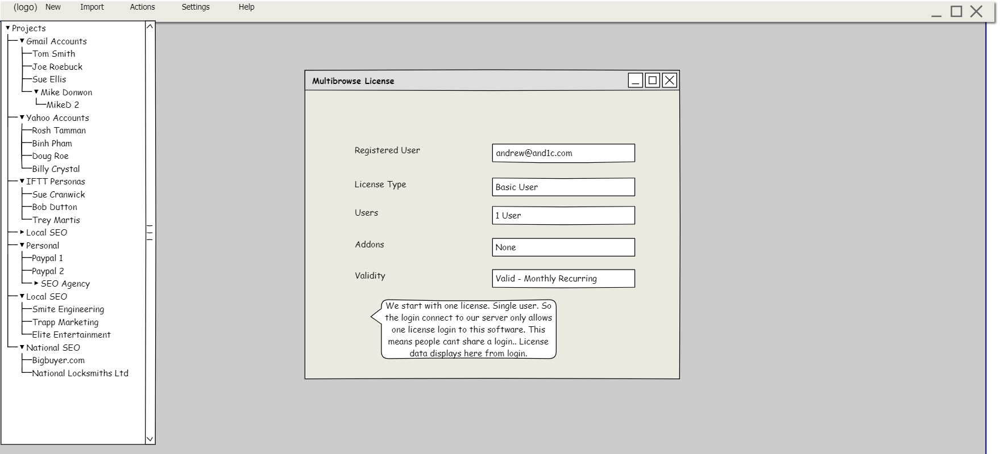 (logo) New Import Actions Settings Help
Projects
Gmail Accounts
Tom Smith
Joe Roebuck
Sue Ellis
Mike Donwon
MikeD 2
Yahoo Accounts
Rosh Tamman
Binh Pham
Doug Roe
Billy Crystal
IFTT Personas
Sue Cranwick
Bob Dutton
Trey Martis
Local SEO
Personal
Paypal 1
Paypal 2
SEO Agency
Local SEO
Smite Engineering
Trapp Marketing
Elite Entertainment
National SEO
Bigbuyer.com
National Locksmiths Ltd
Multibrowse License
Registered User andrew@and1c.com
License Type Basic User
Users 1 User
Addons None
Validity Valid - Monthly Recurring
We start with one license. Single user. So
the login connect to our server only allows
one license login to this software. This
means people cant share a login.. License
data displays here from login.